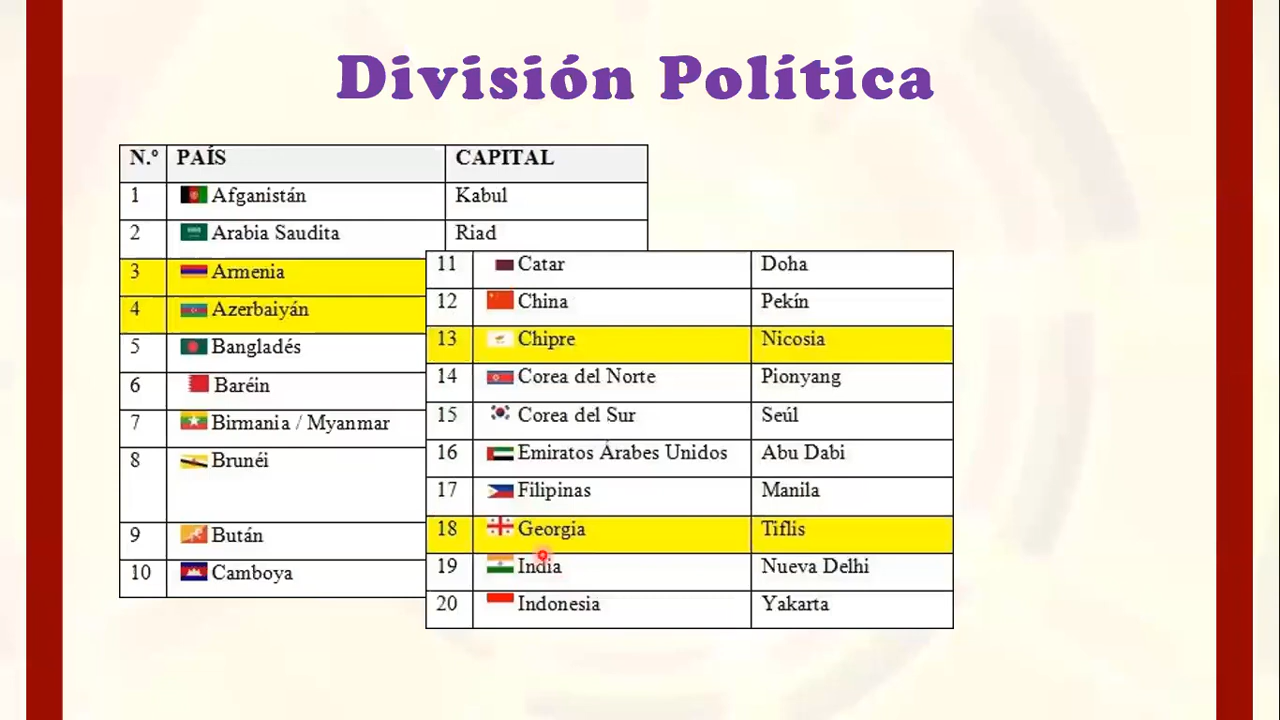 División Política
N.º PAÍS CAPITAL
1 Afganistán Kabul
2 Arabia Saudita Riad
3 Armenia
4 Azerbaiyán
5 Bangladés
6 Baréin
7 Birmania / Myanmar
8 Brunéi
9 Bután
10 Camboya
11 Catar Doha
12 China Pekín
13 Chipre Nicosia
14 Corea del Norte Pionyang
15 Corea del Sur Seúl
16 Emiratos Árabes Unidos Abu Dabi
17 Filipinas Manila
18 Georgia Tiflis
19 India Nueva Delhi
20 Indonesia Yakarta